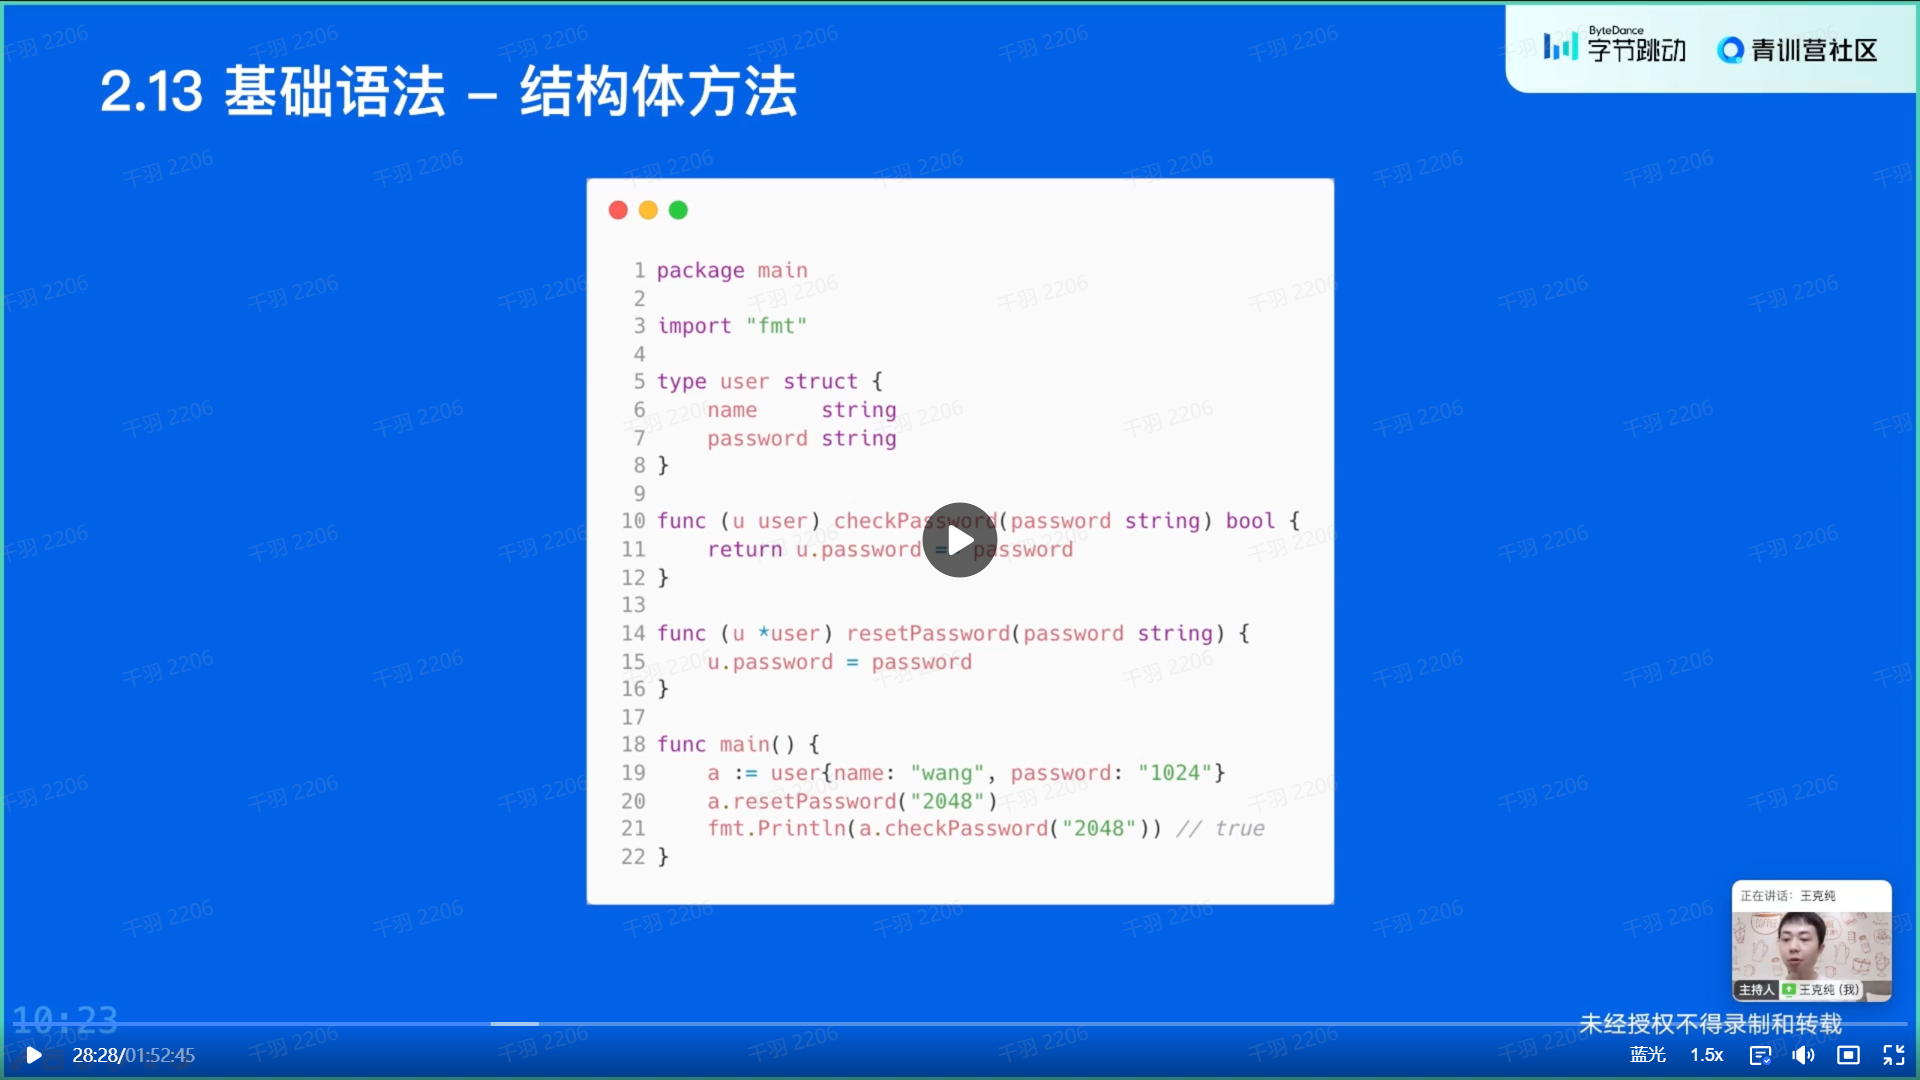 ByteDance
字节跳动
青训营社区
2.13 基础语法 – 结构体方法
1 package main
2
3 import "fmt"
4
5 type user struct {
6     name     string
7     password string
8 }
9
10 func (u user) checkPassword(password string) bool {
11     return u.password = password
12 }
13
14 func (u *user) resetPassword(password string) {
15     u.password = password
16 }
17
18 func main() {
19     a := user{name: "wang", password: "1024"}
20     a.resetPassword("2048")
21     fmt.Println(a.checkPassword("2048")) // true
22 }
正在讲话: 王克纯
主持人 王克纯 (我)
10:23
未经授权不得录制和转载
28:28/01:52:45
蓝光 1.5x
千羽 2206